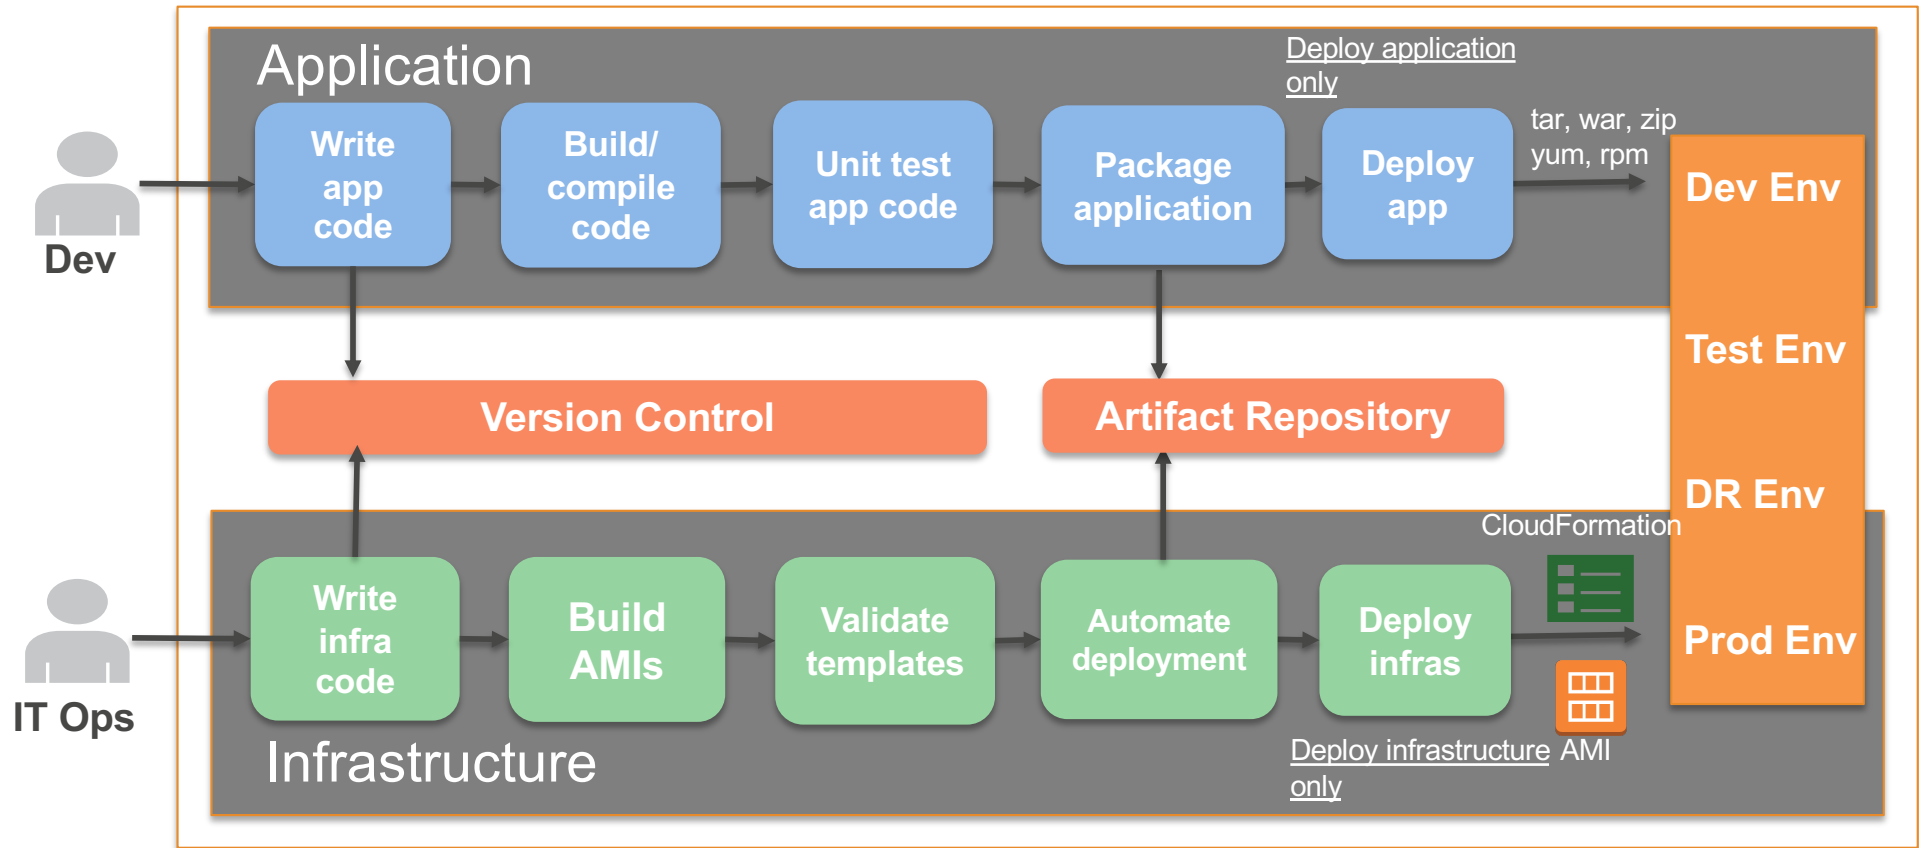 Application
Deploy application
only
Write
app
code
Build/
compile
code
Unit test
app code
Package
application
Deploy
app
tar, war, zip
yum, rpm
Dev Env
Dev
Test Env
Version Control
Artifact Repository
DR Env
CloudFormation
Write
infra
code
Build
AMIs
Validate
templates
Automate
deployment
Deploy
infras
Prod Env
IT Ops
Infrastructure
Deploy infrastructure
only
AMI